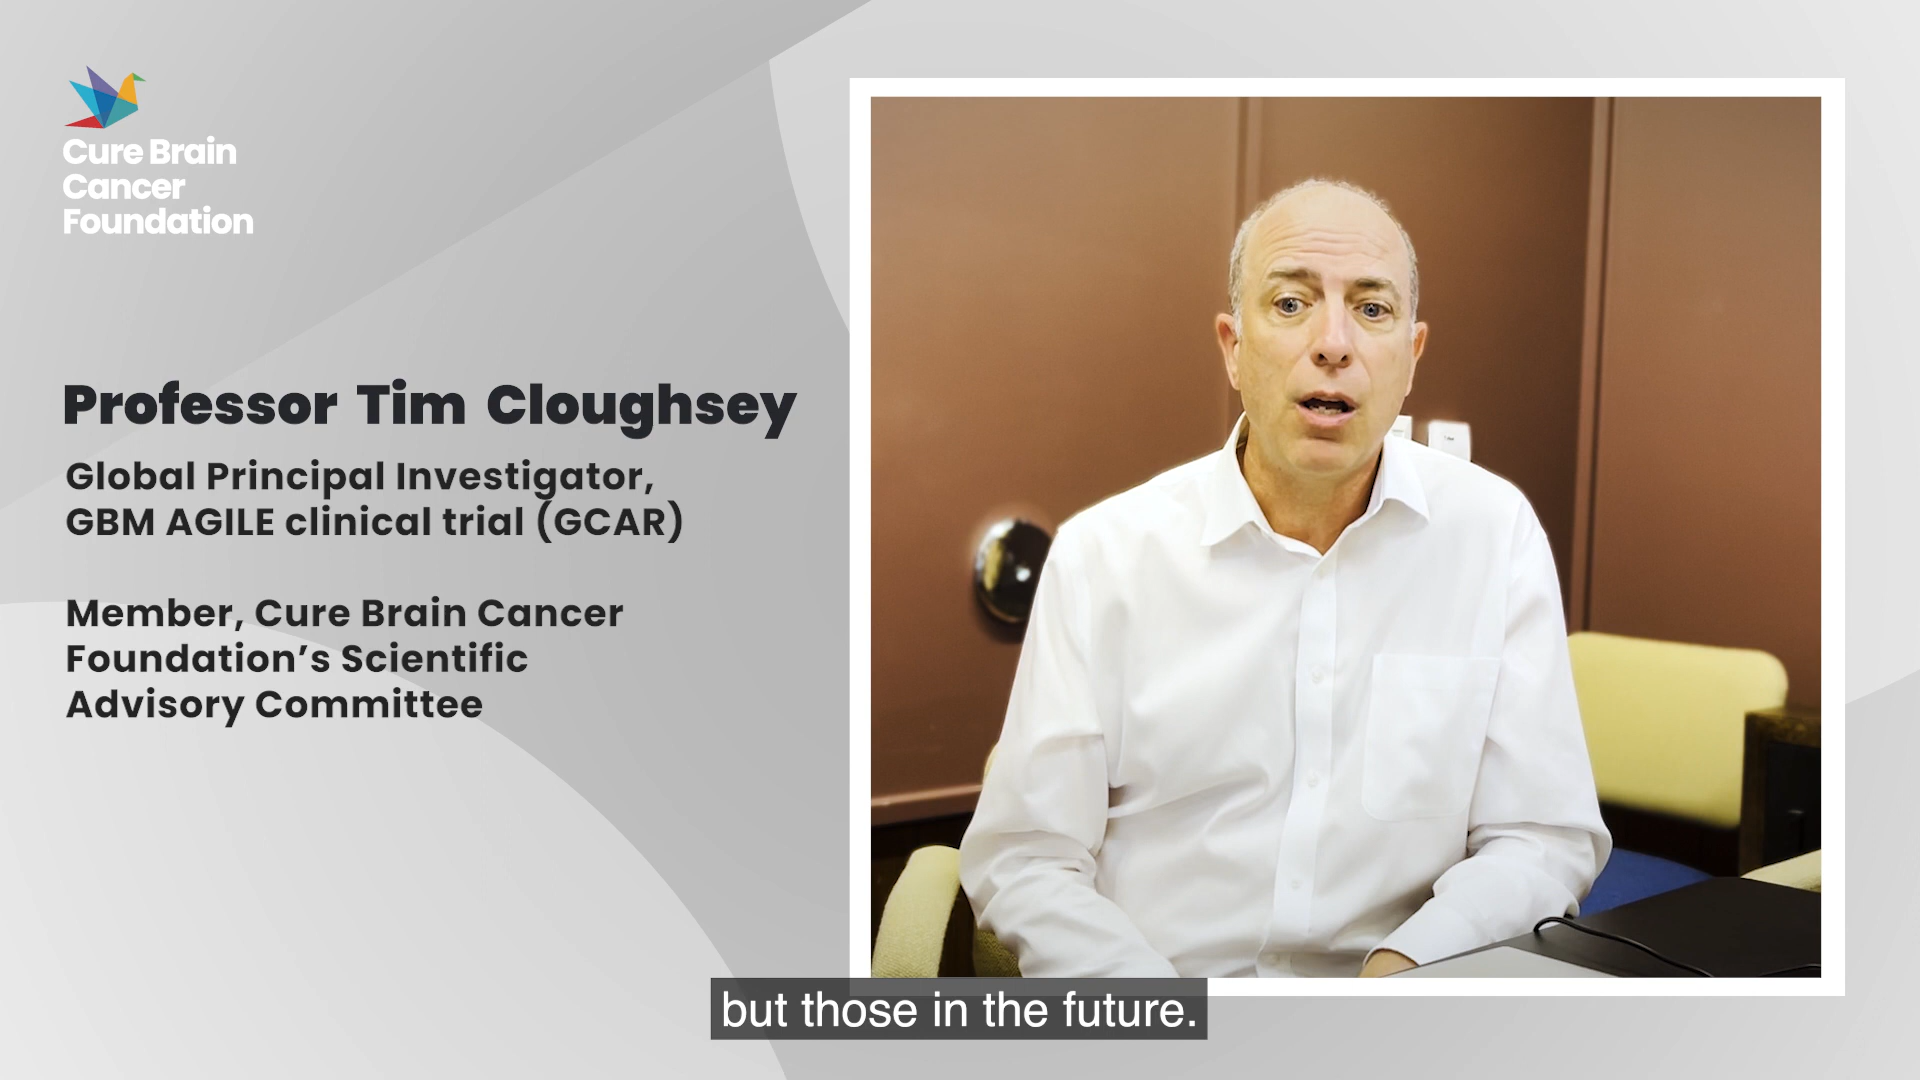 Cure Brain
Cancer
Foundation
Professor Tim Cloughsey
Global Principal Investigator,
GBM AGILE clinical trial (GCAR)
Member, Cure Brain Cancer
Foundation’s Scientific
Advisory Committee
but those in the future.